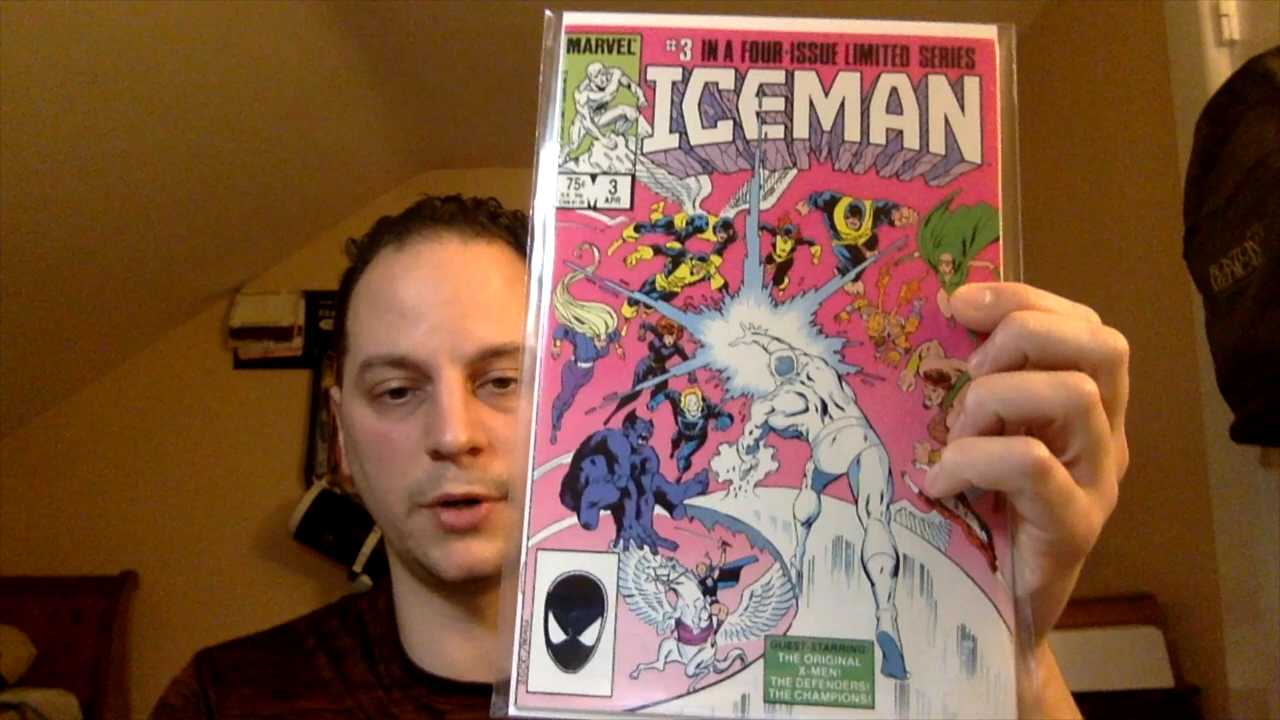 MARVEL
#3 IN A FOUR-ISSUE LIMITED SERIES
ICEMAN
75¢
3
APR
GUEST-STARRING:
THE ORIGINAL
X-MEN!
THE DEFENDERS!
THE CHAMPIONS!